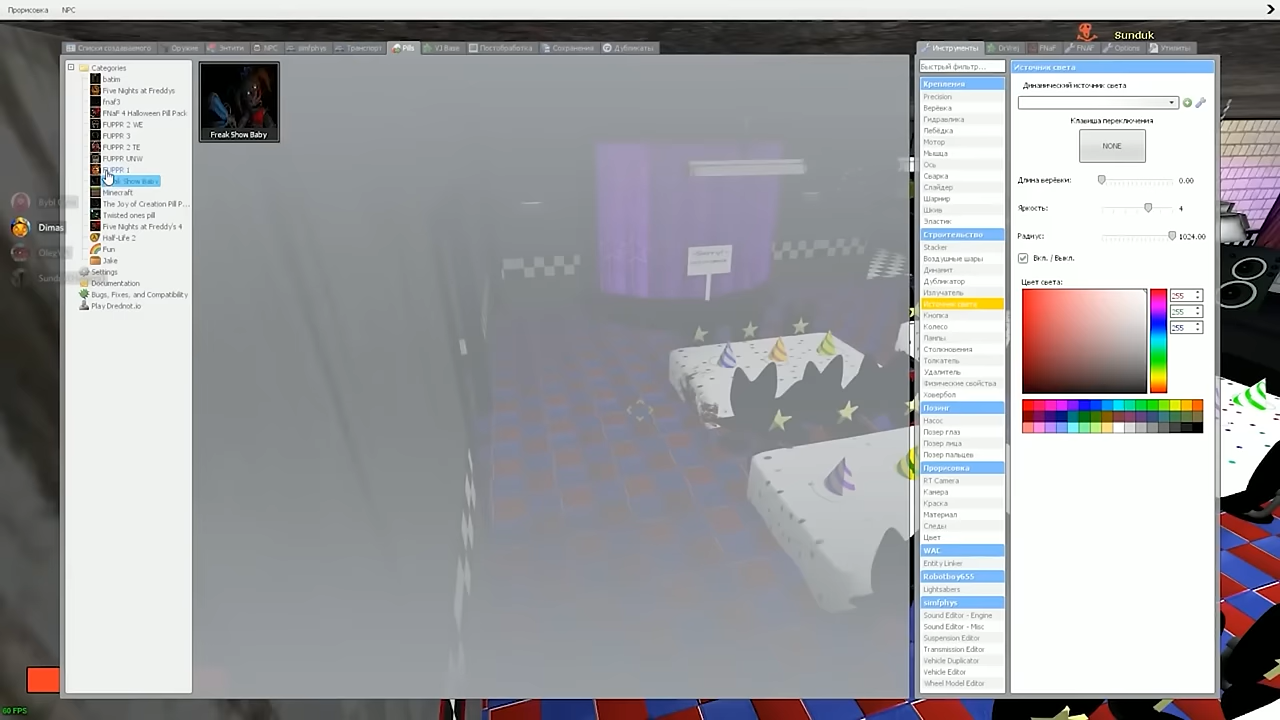 Прорисовка NPC
Sunduk
Списки создаваемого Оружие Энтити NPC simfphys Транспорт Pills VJ Base Постобработка Сохранения Дубликаты
Инструменты FNaF FNAF Options Утилиты
Categories
batim
Five Nights at Freddys
fnaf3
FNaF 4 Halloween Pill Pack
FUPPR 2 WE
FUPPR 3
FUPPR 2 TE
FUPPR UNW
FUPPR 1
Freak Show Baby
Minecraft
The Joy of Creation Pill P...
Twisted ones pill
Five Nights at Freddy's 4
Half-Life 2
Fun
Jake
Settings
Documentation
Bugs, Fixes, and Compatibility
Play Drednot.io
Dimas
Freak Show Baby
Быстрый фильтр...
Крепления
Precision
Верёвка
Гидравлика
Лебёдка
Мотор
Мышца
Ось
Сварка
Слайдер
Шарнир
Шкив
Эластик
Строительство
Stacker
Воздушные шары
Динамит
Дубликатор
Излучатель
Источник света
Кнопка
Колесо
Лампы
Столкновения
Толкатель
Удалитель
Физические свойства
Ховербол
Позинг
Насос
Позер глаз
Позер лица
Позер пальцев
Прорисовка
RT Camera
Камера
Краска
Материал
Следы
Цвет
WAC
Entity Linker
Robotboy655
Lightsabers
simfphys
Sound Editor - Engine
Sound Editor - Misc
Suspension Editor
Transmission Editor
Vehicle Duplicator
Vehicle Editor
Wheel Model Editor
Источник света
Динамический источник света
Клавиша переключения
NONE
Длина верёвки: 0.00
Яркость: 4
Радиус: 1024.00
Вкл. / Выкл.
Цвет света:
255
255
255
60 FPS